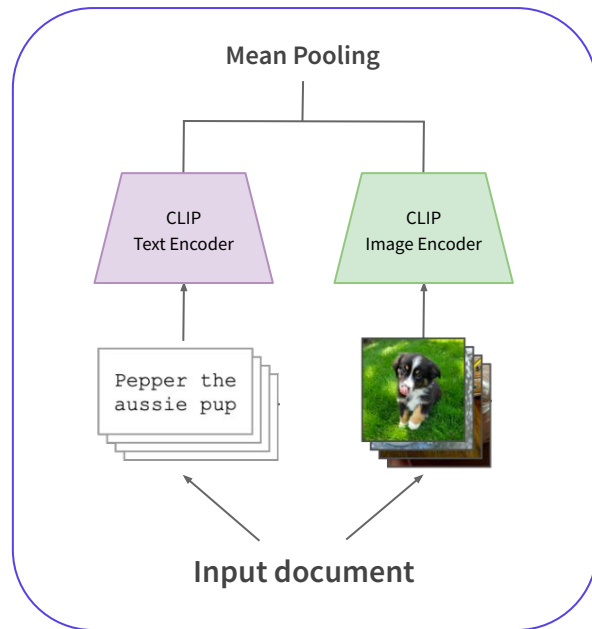 Mean Pooling
CLIP
Text Encoder
CLIP
Image Encoder
Pepper the
aussie pup
Input document